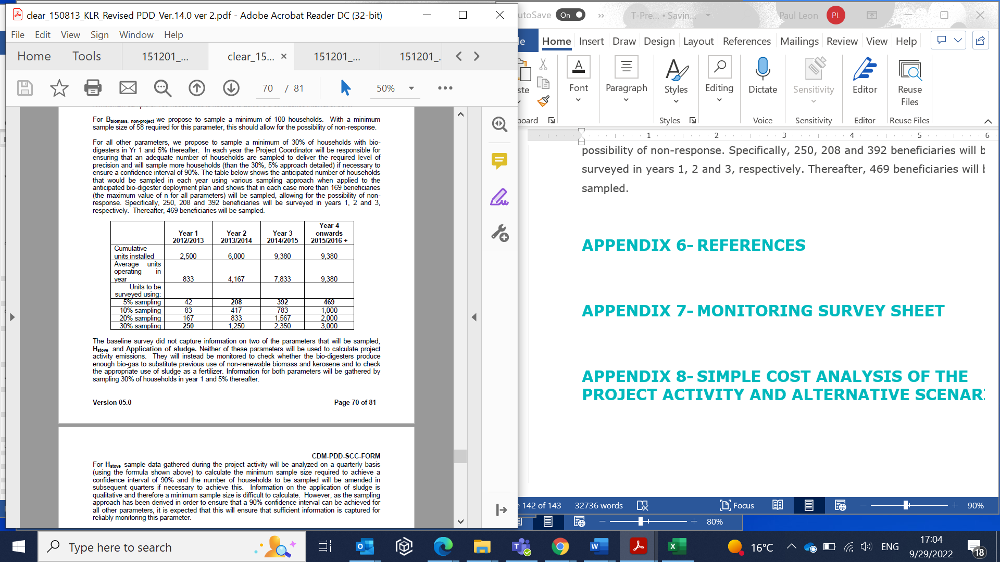 clear_150813_KLR_Revised PDD_Ver.14.0 ver 2.pdf - Adobe Acrobat Reader DC (32-bit)
File Edit View Sign Window Help
Home Tools 151201_... clear_15... 151201_... 151201_...
70 / 81 50%
For Bbiomass, non-project we propose to sample a minimum of 100 households. With a minimum
sample size of 58 required for this parameter, this should allow for the possibility of non-response.
For all other parameters, we propose to sample a minimum of 30% of households with bio-
digesters in Yr 1 and 5% thereafter. In each year the Project Coordinator will be responsible for
ensuring that an adequate number of households are sampled to deliver the required level of
precision and will sample more households (than the 30%, 5% approach detailed) if necessary to
ensure a confidence interval of 90%. The table below shows the anticipated number of households
that would be sampled in each year using various sampling approach when applied to the
anticipated bio-digester deployment plan and shows that in each case more than 169 beneficiaries
(the maximum value of n for all parameters) will be sampled, allowing for the possibility of non-
response. Specifically, 250, 208 and 392 beneficiaries will be surveyed in years 1, 2 and 3,
respectively. Thereafter, 469 beneficiaries will be sampled.
Year 1 2012/2013 Year 2 2013/2014 Year 3 2014/2015 Year 4 onwards 2015/2016 +
Cumulative units installed 2,500 6,000 9,380 9,380
Average units operating in year 833 4,167 7,833 9,380
Units to be surveyed using:
5% sampling 42 208 392 469
10% sampling 83 417 783 1,000
20% sampling 167 833 1,567 2,000
30% sampling 250 1,250 2,350 3,000
The baseline survey did not capture information on two of the parameters that will be sampled,
Hstove and Application of sludge. Neither of these parameters will be used to calculate project
activity emissions. They will instead be monitored to check whether the bio-digesters produce
enough bio-gas to substitute previous use of non-renewable biomass and kerosene and to check
the appropriate use of sludge as a fertilizer. Information for both parameters will be gathered by
sampling 30% of households in year 1 and 5% thereafter.
Version 05.0 Page 70 of 81
CDM-PDD-SCC-FORM
For Hstove sample data gathered during the project activity will be analyzed on a quarterly basis
(using the formula shown above) to calculate the minimum sample size required to achieve a
confidence interval of 90% and the number of households to be sampled will be amended in
subsequent quarters if necessary to achieve this. Information on the application of sludge is
qualitative and therefore a minimum sample size is difficult to calculate. However, as the sampling
approach has been derived in order to ensure that a 90% confidence interval can be achieved for
all other parameters, it is expected that this will ensure that sufficient information is captured for
reliably monitoring this parameter.
utoSave On T-Pre... • Savin... Paul Leon PL
le Home Insert Draw Design Layout References Mailings Review View Help
ste Font Paragraph Styles Editing Dictate Sensitivity Editor Reuse Files
board Styles Voice Sensitivity Editor Reuse Files
1 2 3 4 5 6
possibility of non-response. Specifically, 250, 208 and 392 beneficiaries will b
surveyed in years 1, 2 and 3, respectively. Thereafter, 469 beneficiaries will
sampled.
APPENDIX 6– REFERENCES
APPENDIX 7– MONITORING SURVEY SHEET
APPENDIX 8– SIMPLE COST ANALYSIS OF THE
PROJECT ACTIVITY AND ALTERNATIVE SCENAR
e 142 of 143 32736 words Focus 90%
80%
Type here to search
16°C ENG 17:04
9/29/2022 18